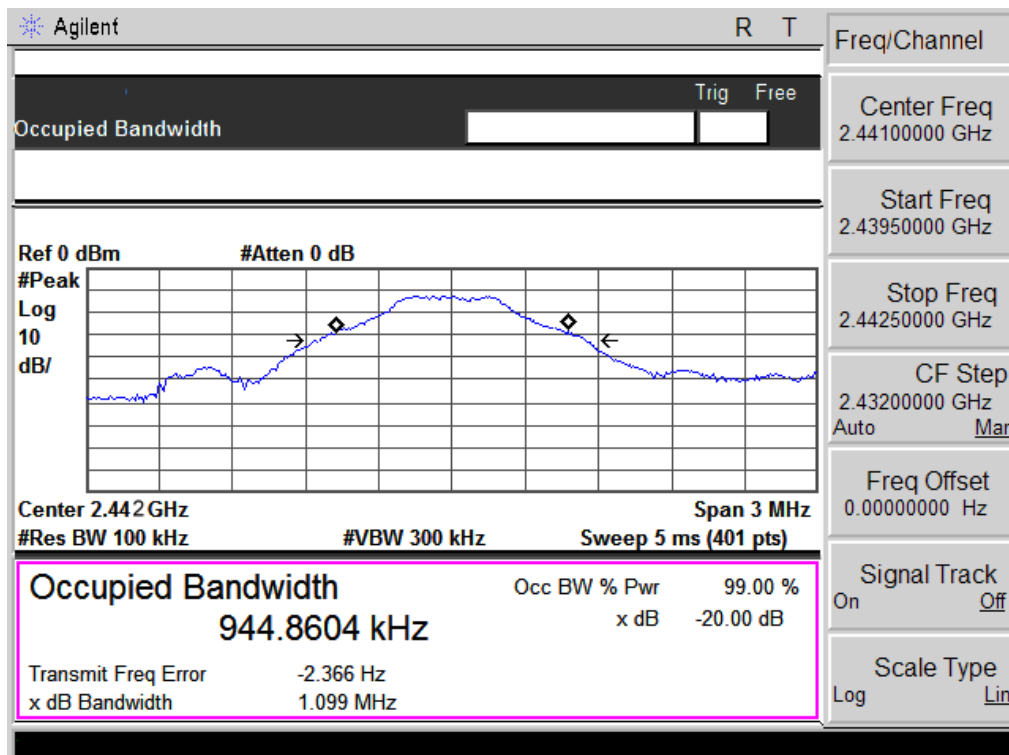 Agilent R T
Trig Free
Occupied Bandwidth
Ref 0 dBm #Atten 0 dB
#Peak
Log
10
dB/
Center 2.442 GHz Span 3 MHz
#Res BW 100 kHz #VBW 300 kHz Sweep 5 ms (401 pts)
Occupied Bandwidth
944.8604 kHz
Occ BW % Pwr 99.00 %
x dB -20.00 dB
Transmit Freq Error -2.366 Hz
x dB Bandwidth 1.099 MHz
Freq/Channel
Center Freq
2.44100000 GHz
Start Freq
2.43950000 GHz
Stop Freq
2.44250000 GHz
CF Step
2.43200000 GHz
Auto Man
Freq Offset
0.00000000 Hz
Signal Track
On Off
Scale Type
Log Lin